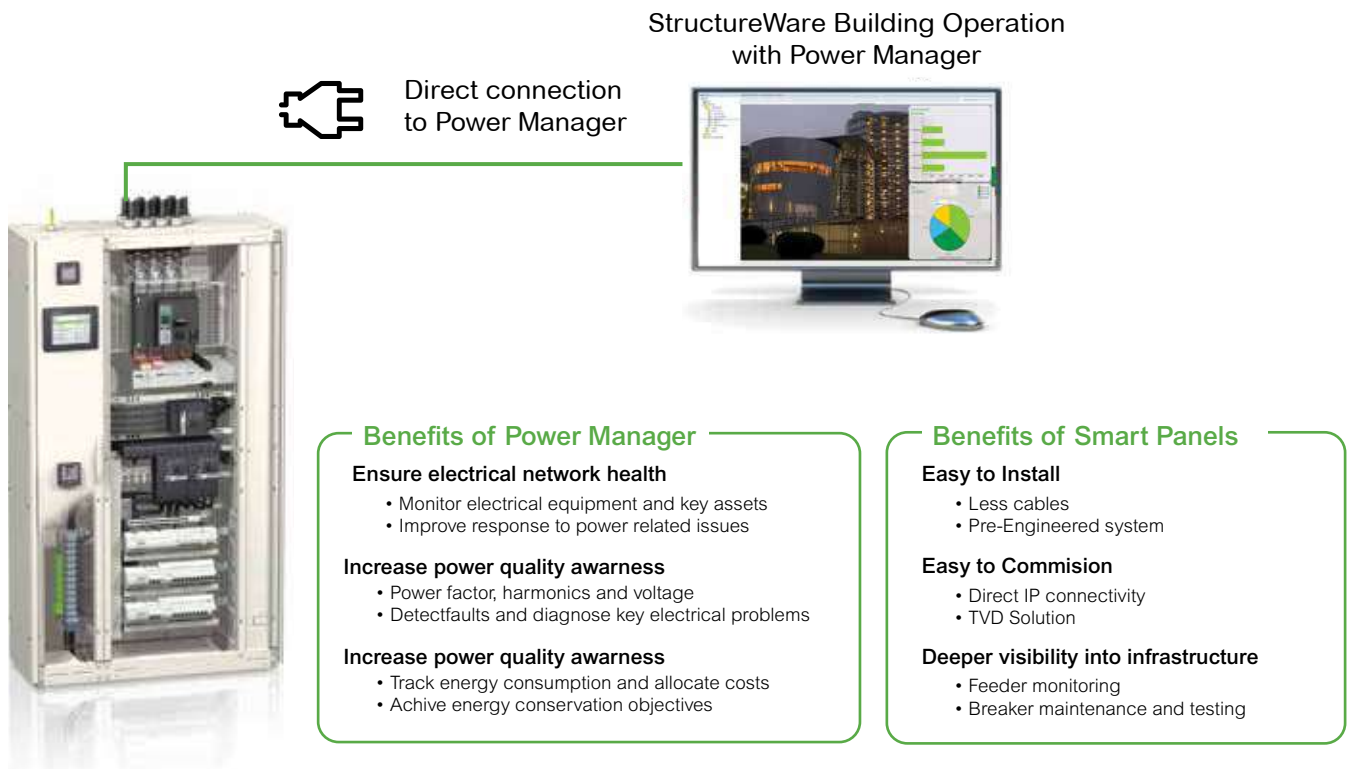 StructureWare Building Operation
with Power Manager
Direct connection
to Power Manager
Benefits of Power Manager
Ensure electrical network health
• Monitor electrical equipment and key assets
• Improve response to power related issues
Increase power quality awarness
• Power factor, harmonics and voltage
• Detectfaults and diagnose key electrical problems
Increase power quality awarness
• Track energy consumption and allocate costs
• Achive energy conservation objectives
Benefits of Smart Panels
Easy to Install
• Less cables
• Pre-Engineered system
Easy to Commision
• Direct IP connectivity
• TVD Solution
Deeper visibility into infrastructure
• Feeder monitoring
• Breaker maintenance and testing